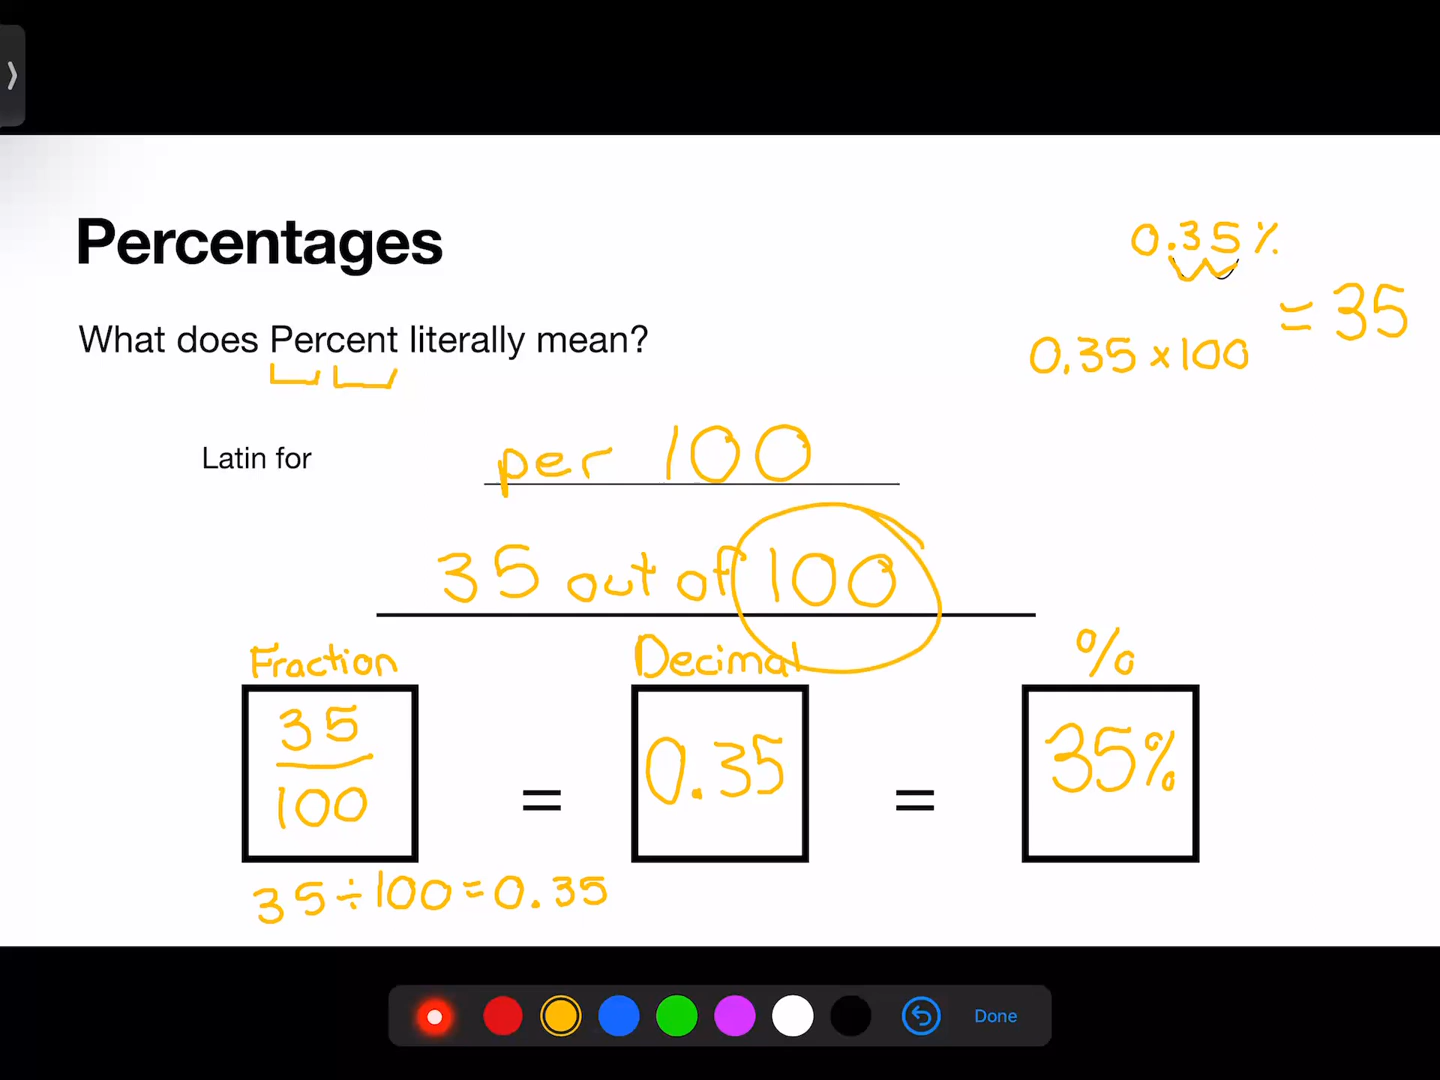 Percentages
0.35%
What does Percent literally mean?
0.35 × 100 = 35
Latin for per 100
35 out of 100
Fraction Decimal %
35
100
= 0.35 = 35%
35 ÷ 100 = 0.35
Done